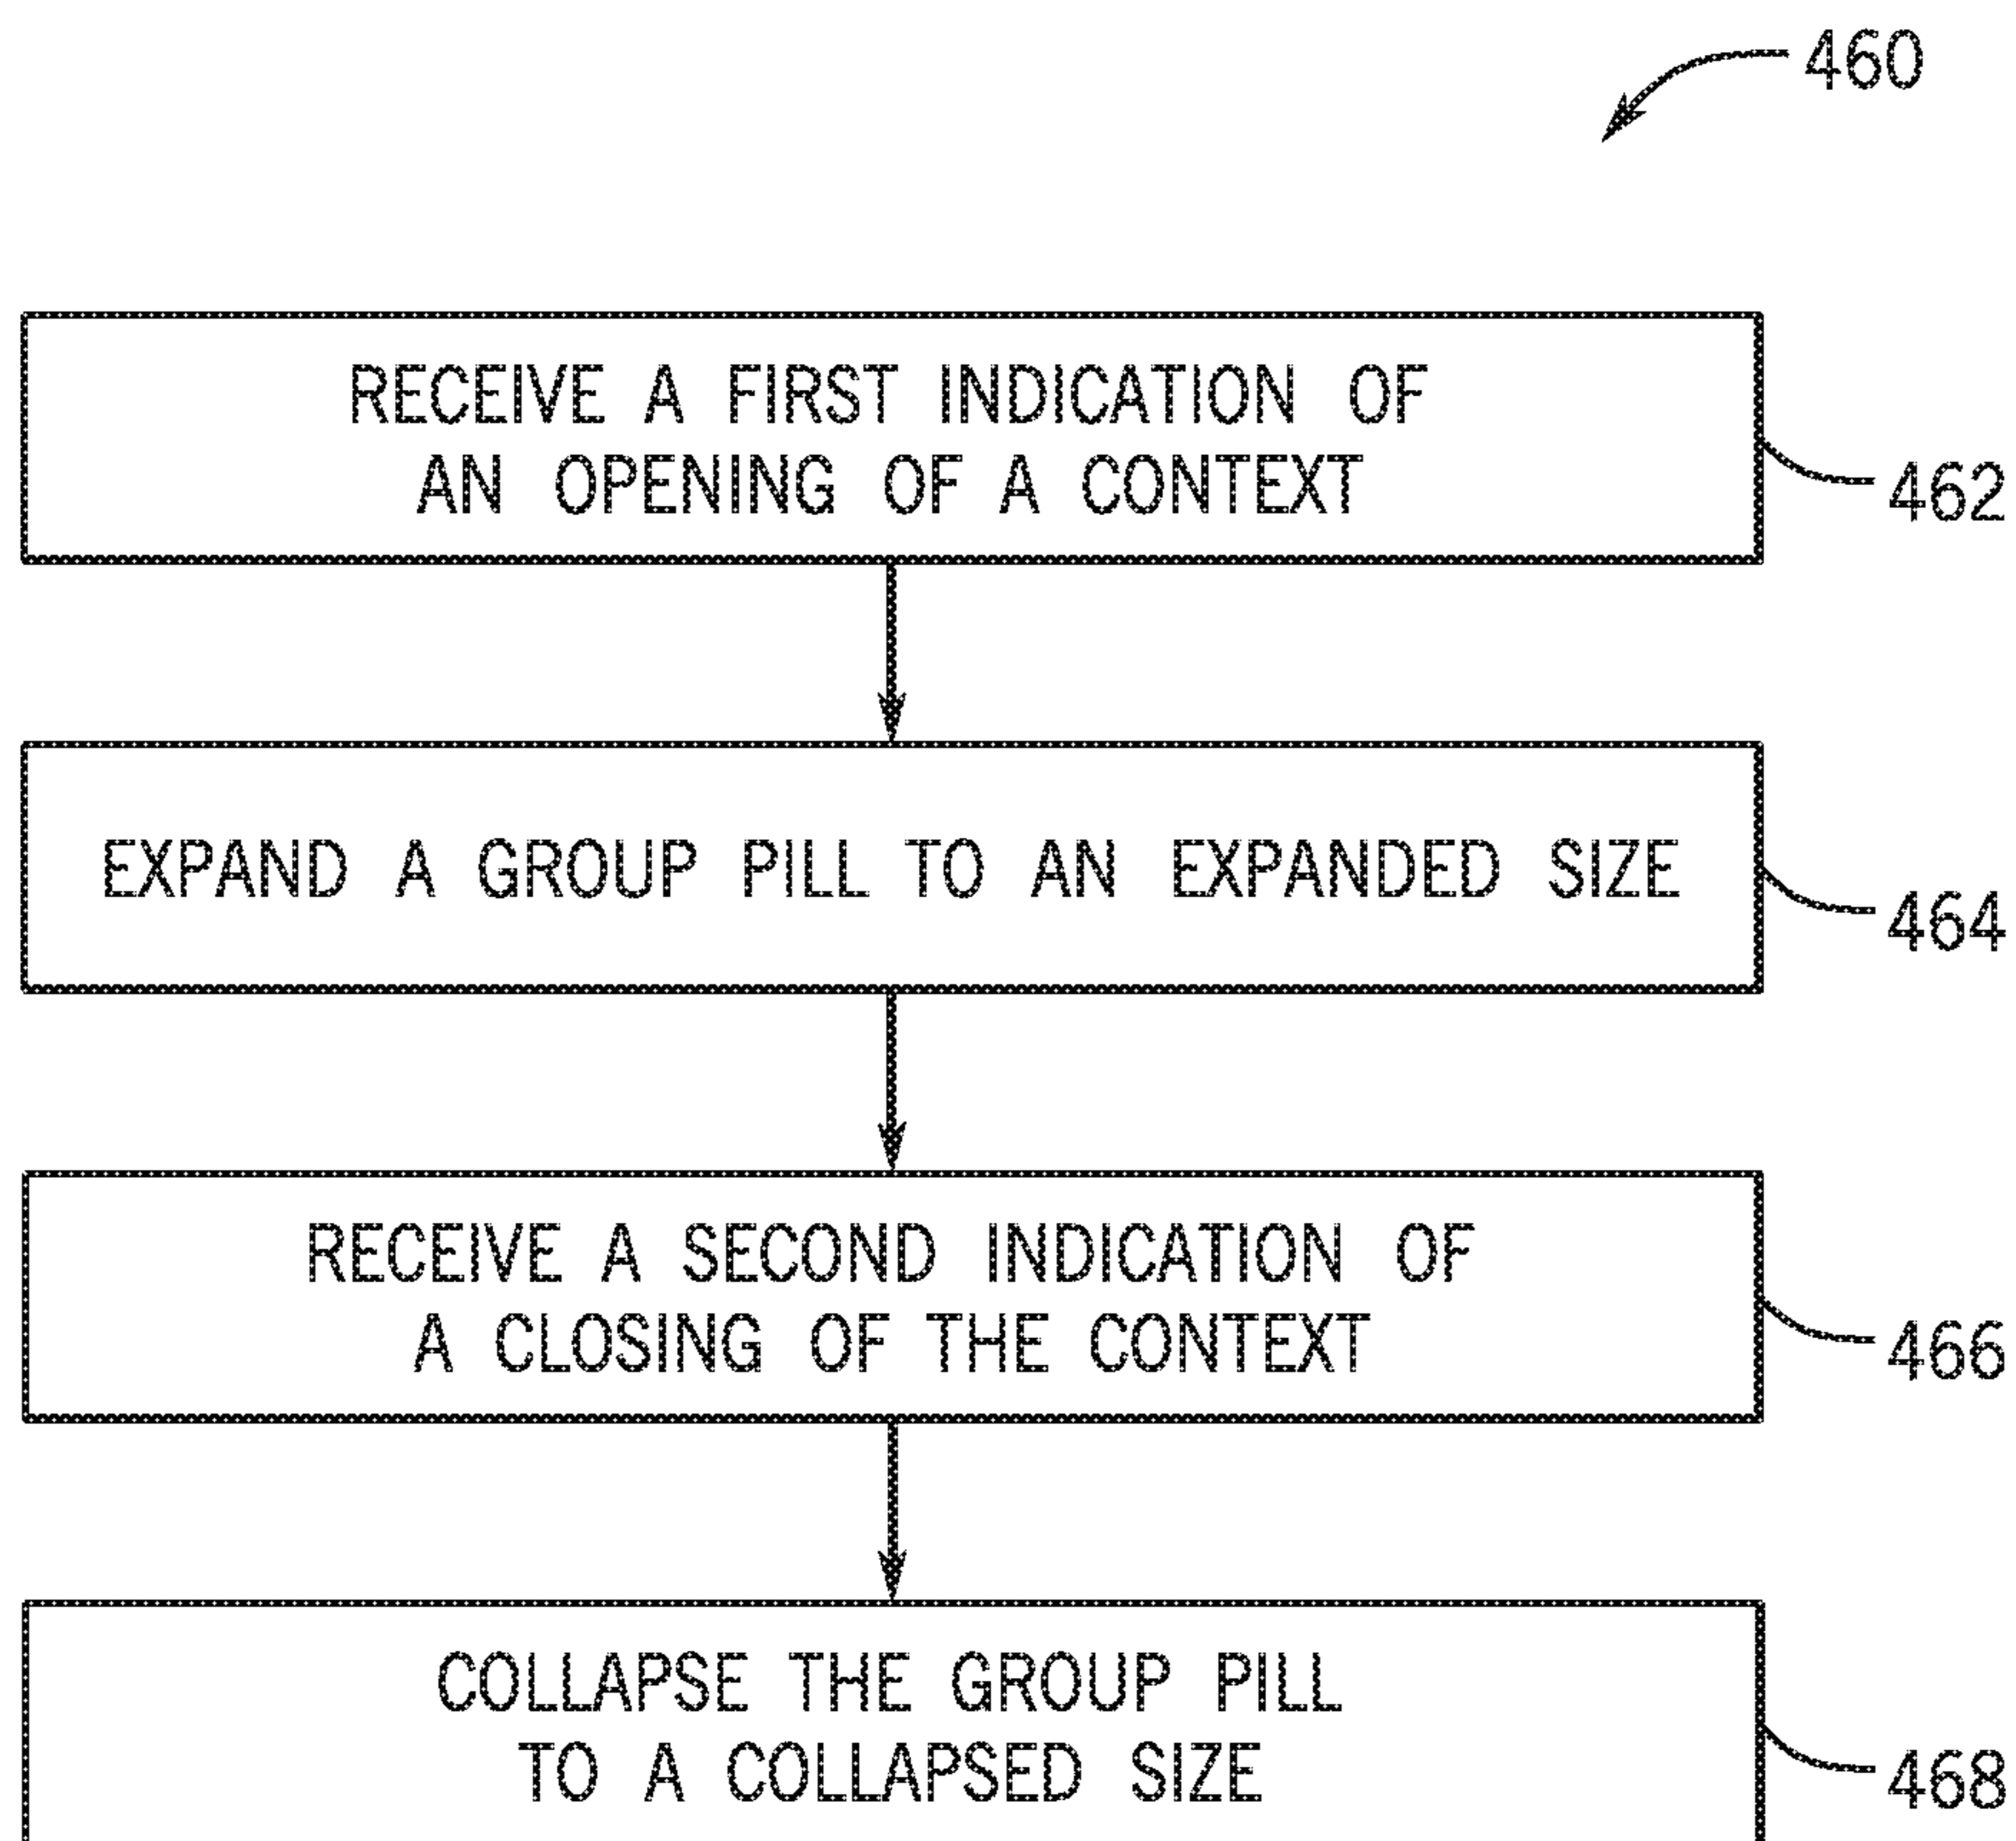 460
RECEIVE A FIRST INDICATION OF
AN OPENING OF A CONTEXT
462
EXPAND A GROUP PILL TO AN EXPANDED SIZE
464
RECEIVE A SECOND INDICATION OF
A CLOSING OF THE CONTEXT
466
COLLAPSE THE GROUP PILL
TO A COLLAPSED SIZE
468